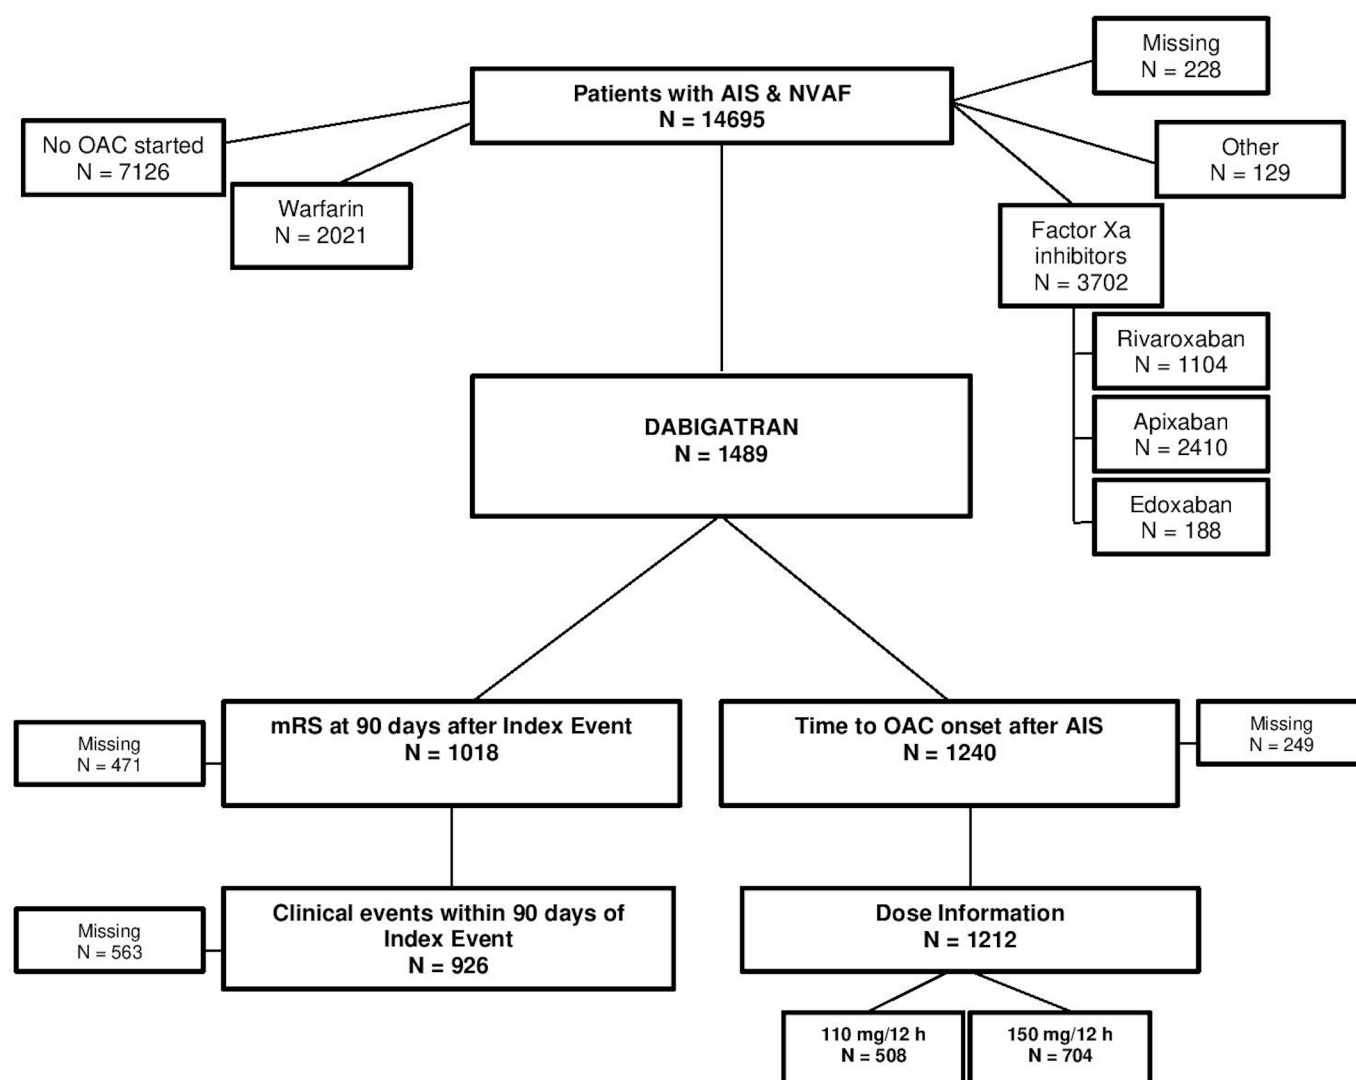 Missing
N = 228
Patients with AIS & NVAF
N = 14695
No OAC started
N = 7126
Other
N = 129
Warfarin
N = 2021
Factor Xa
inhibitors
N = 3702
Rivaroxaban
N = 1104
Apixaban
N = 2410
Edoxaban
N = 188
DABIGATRAN
N = 1489
Missing
N = 471
mRS at 90 days after Index Event
N = 1018
Time to OAC onset after AIS
N = 1240
Missing
N = 249
Missing
N = 563
Clinical events within 90 days of
Index Event
N = 926
Dose Information
N = 1212
110 mg/12 h
N = 508
150 mg/12 h
N = 704